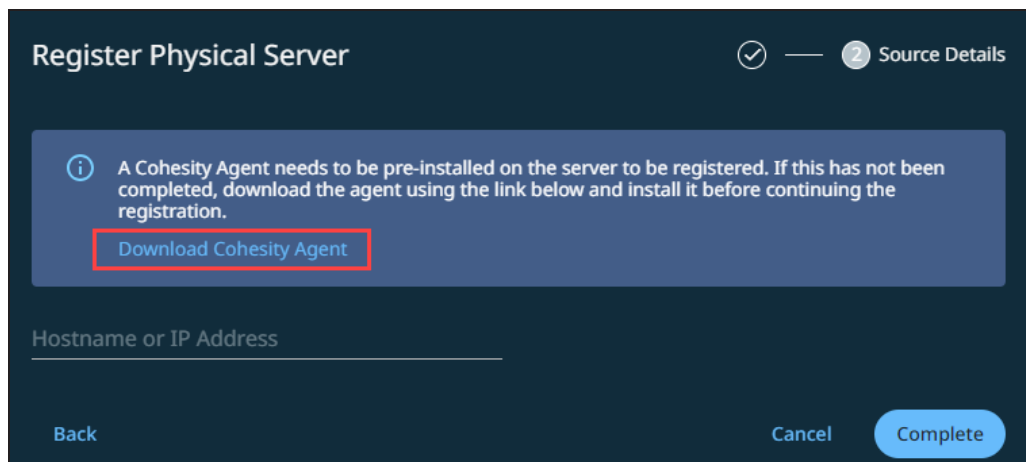 Register Physical Server
2 Source Details
A Cohesity Agent needs to be pre-installed on the server to be registered. If this has not been
completed, download the agent using the link below and install it before continuing the
registration.
Download Cohesity Agent
Hostname or IP Address
Back Cancel Complete